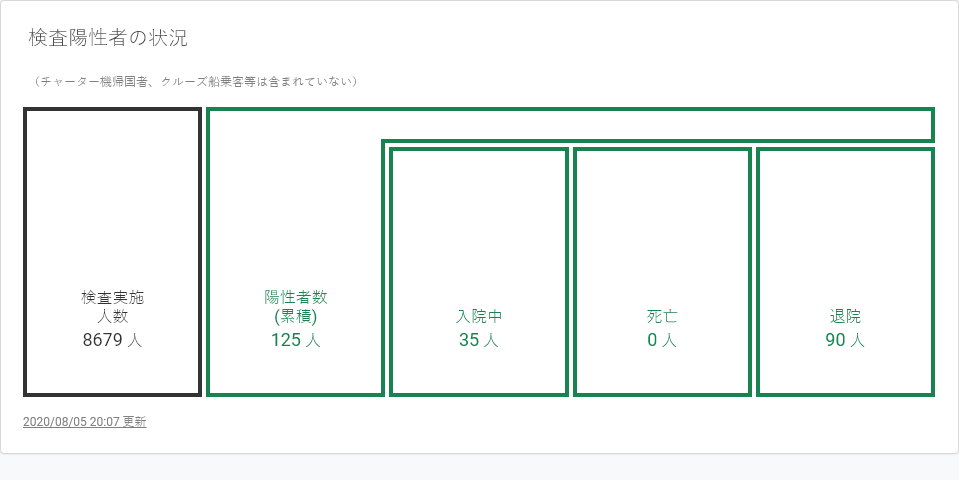 検査陽性者の状況
（チャーター機帰国者、クルーズ船乗客等は含まれていない）
検査実施
人数
8679 人
陽性者数
(累積)
125 人
入院中
35 人
死亡
0 人
退院
90 人
2020/08/05 20:07 更新